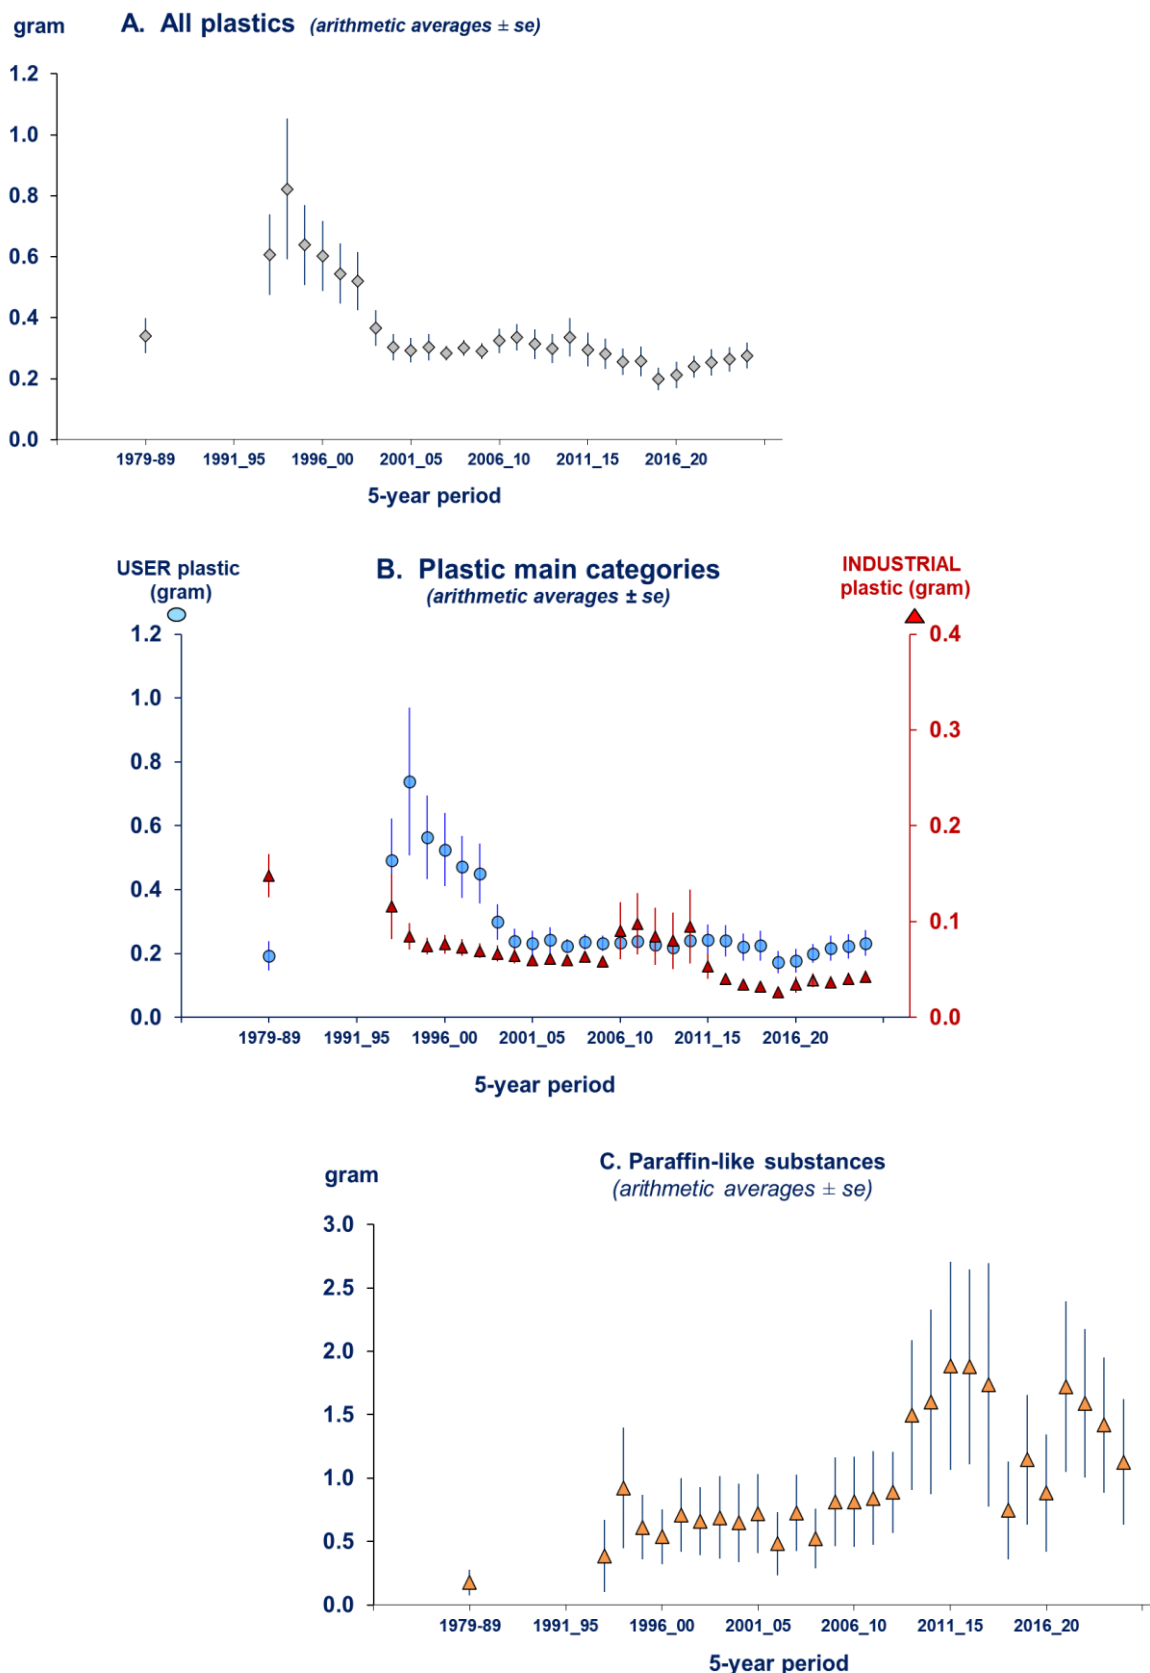 gram A. All plastics (arithmetic averages ± se)
1.2
1.0
0.8
0.6
0.4
0.2
0.0
1979-89 1991_95 1996_00 2001_05 2006_10 2011_15 2016_20
5-year period
USER plastic
(gram)
B. Plastic main categories
(arithmetic averages ± se)
INDUSTRIAL
plastic (gram)
1.2 0.4
1.0
0.3
0.8
0.6 0.2
0.4
0.1
0.2
0.0 0.0
1979-89 1991_95 1996_00 2001_05 2006_10 2011_15 2016_20
5-year period
gram
C. Paraffin-like substances
(arithmetic averages ± se)
3.0
2.5
2.0
1.5
1.0
0.5
0.0
1979-89 1991_95 1996_00 2001_05 2006_10 2011_15 2016_20
5-year period